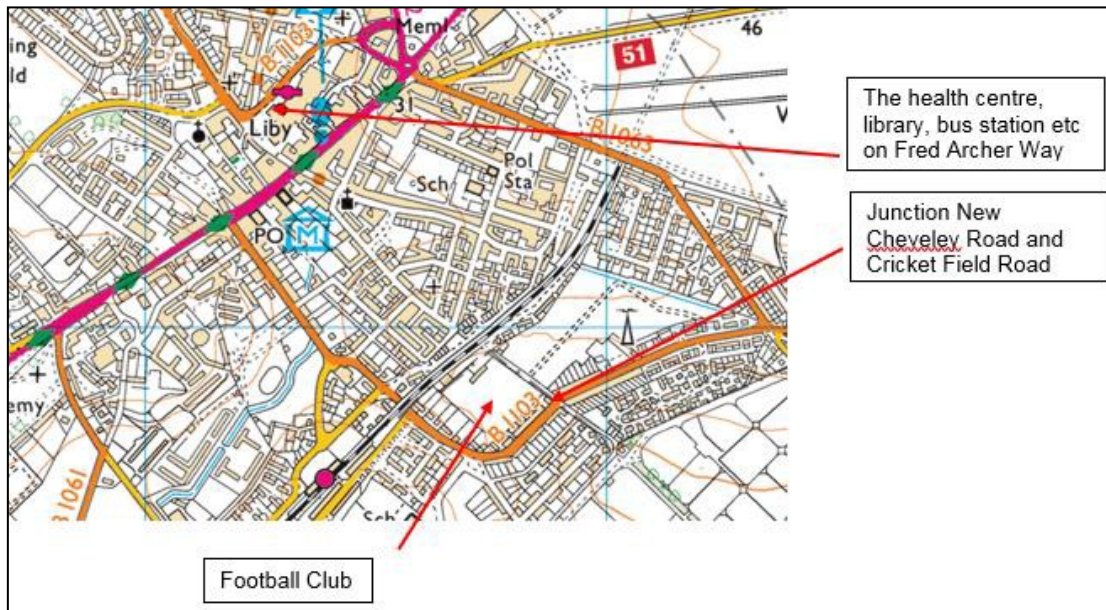 ing
ld
B 1103
Meml
46
51
31
Liby
B 1063
Sch
Pol
Sta
PO
M
emy
B 1103
B 1061
Sch
The health centre,
library, bus station etc
on Fred Archer Way
Junction New
Cheveley Road and
Cricket Field Road
Football Club